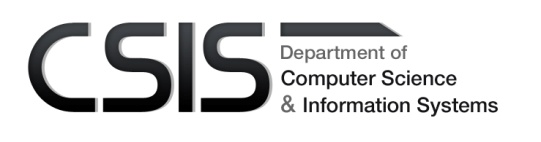 CSIS
Department of
Computer Science
& Information Systems